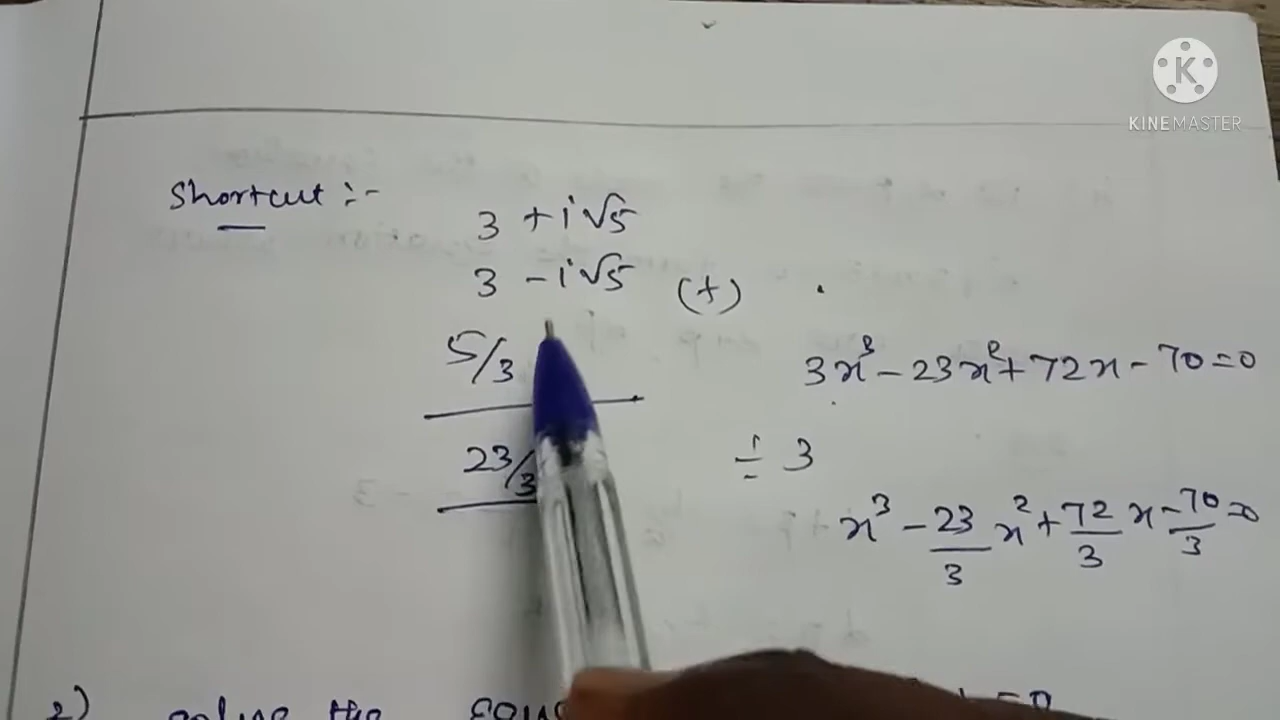 K
KINEMASTER
Shortcut :-
3 + i√5
3 - i√5 (+)
5/3
23/3
3x³ - 23x² + 72x - 70 = 0
÷ 3
x³ - 23/3 x² + 72/3 x - 70/3 = 0
2) solve the